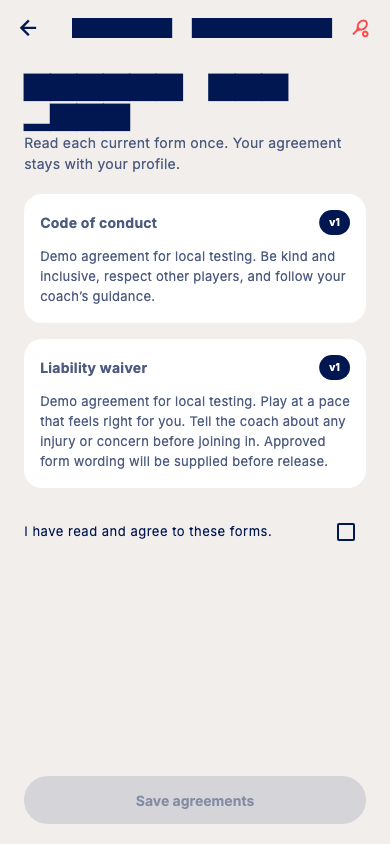 Read each current form once. Your agreement
stays with your profile.
Code of conduct
v1
Demo agreement for local testing. Be kind and
inclusive, respect other players, and follow your
coach’s guidance.
Liability waiver
v1
Demo agreement for local testing. Play at a pace
that feels right for you. Tell the coach about any
injury or concern before joining in. Approved
form wording will be supplied before release.
I have read and agree to these forms.
Save agreements